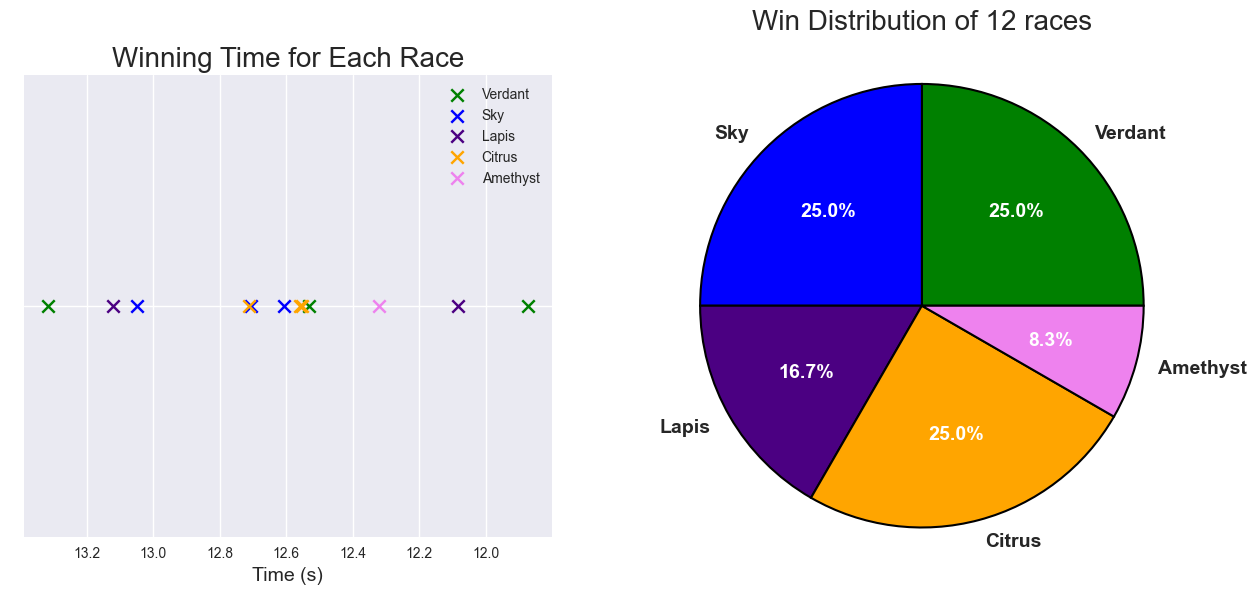 Winning Time for Each Race
Verdant
Sky
Lapis
Citrus
Amethyst
13.2 13.0 12.8 12.6 12.4 12.2 12.0
Time (s)
Win Distribution of 12 races
Sky
Verdant
25.0%
25.0%
16.7%
8.3%
Amethyst
Lapis
25.0%
Citrus